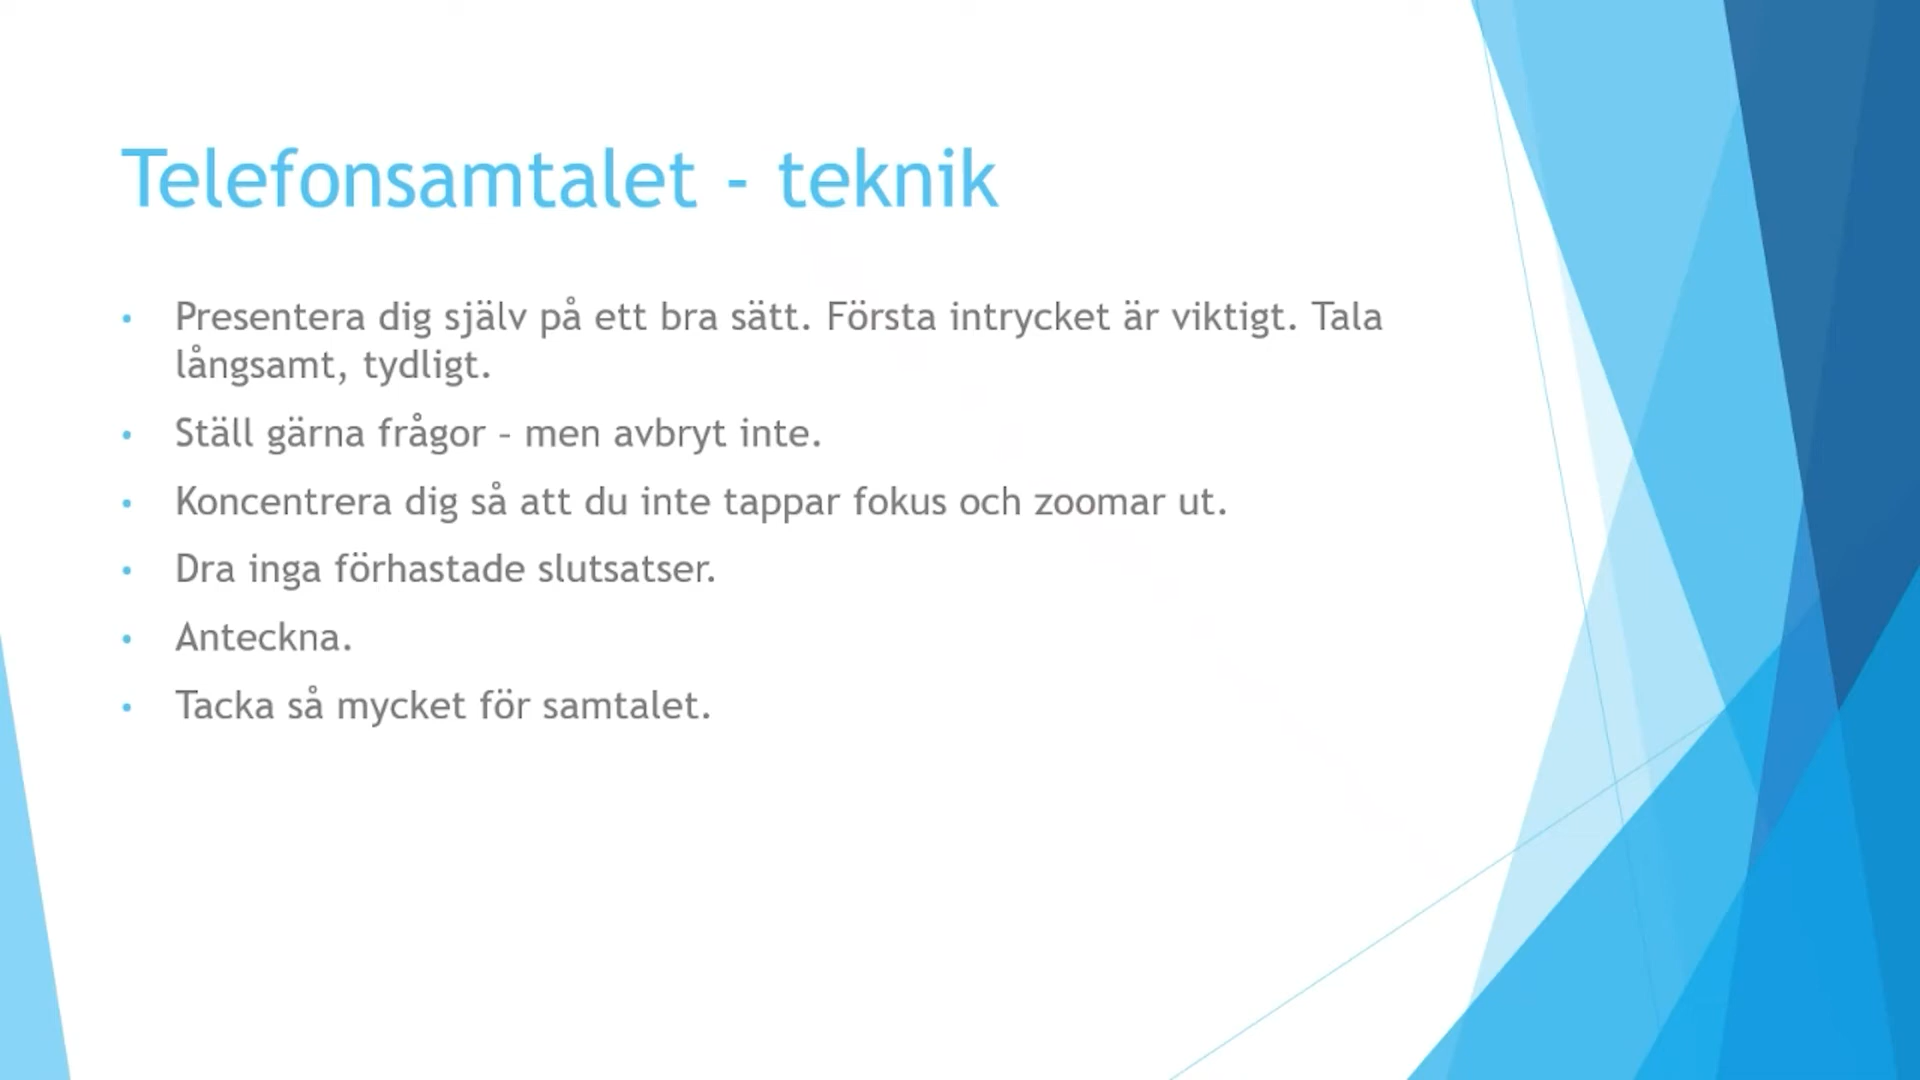 Telefonsamtalet - teknik
• Presentera dig själv på ett bra sätt. Första intrycket är viktigt. Tala
långsamt, tydligt.
• Ställ gärna frågor – men avbryt inte.
• Koncentrera dig så att du inte tappar fokus och zoomar ut.
• Dra inga förhastade slutsatser.
• Anteckna.
• Tacka så mycket för samtalet.